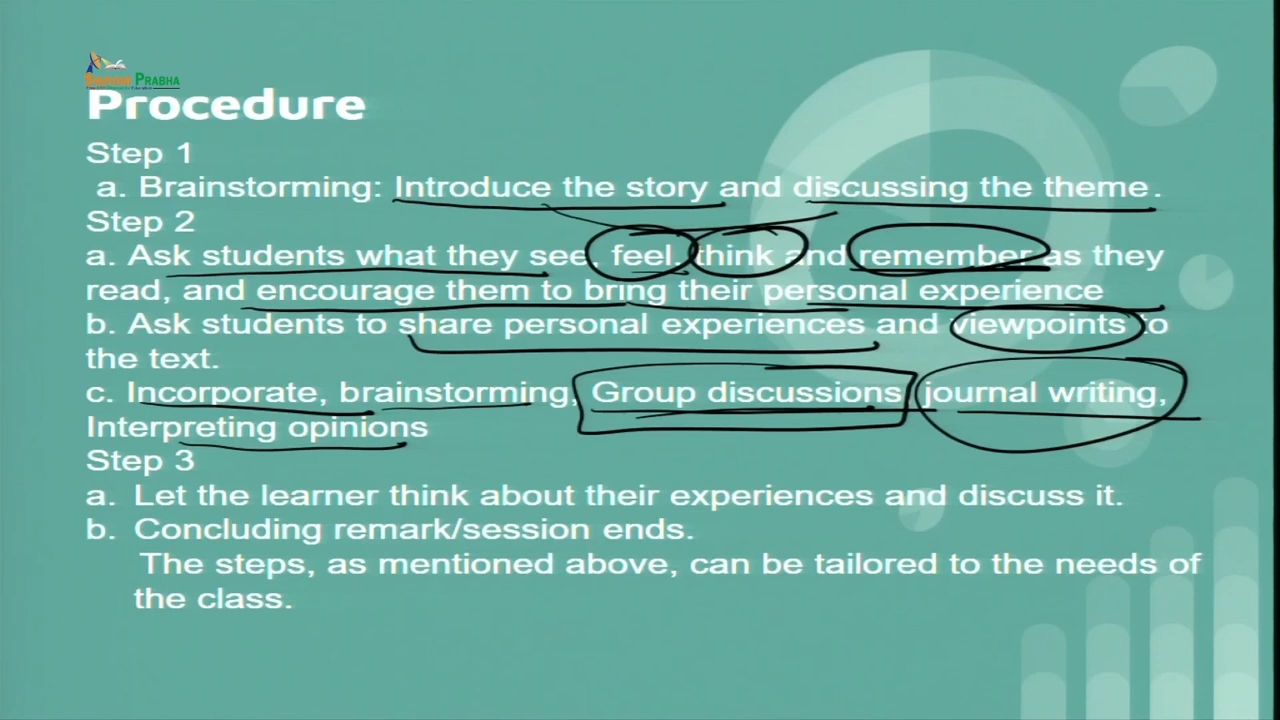 SWAYAM PRABHA
Procedure
Step 1
a. Brainstorming: Introduce the story and discussing the theme.
Step 2
a. Ask students what they see, feel, think and remember as they
read, and encourage them to bring their personal experience
b. Ask students to share personal experiences and viewpoints to
the text.
c. Incorporate, brainstorming, Group discussions, journal writing,
Interpreting opinions
Step 3
a. Let the learner think about their experiences and discuss it.
b. Concluding remark/session ends.
The steps, as mentioned above, can be tailored to the needs of
the class.